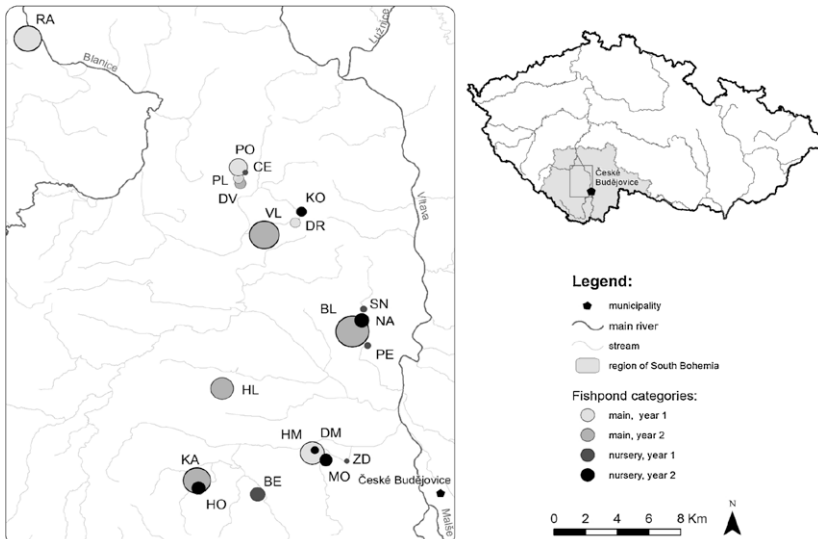 RA
Blanice
Lužnice
PO
CE
PL
DV
KO
VL
DR
Vltava
SN
BL
NA
PE
HL
HM
DM
KA
ZD
MO
BE
HO
České Budějovice
Malše
České
Budějovice
Legend:
municipality
main river
stream
region of South Bohemia
Fishpond categories:
main, year 1
main, year 2
nursery, year 1
nursery, year 2
0 2 4 6 8 Km
N